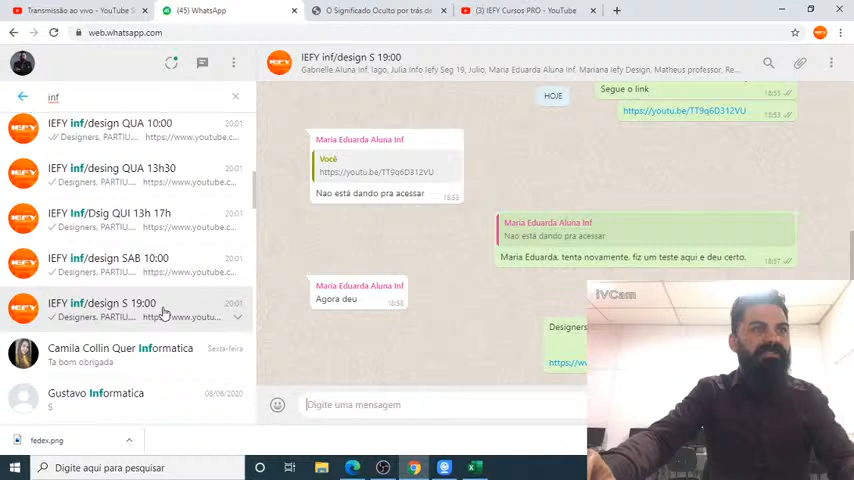 Transmissão ao vivo - YouTube S
(45) WhatsApp
O Significado Oculto por trás de
(3) IEFY Cursos PRO - YouTube
web.whatsapp.com
inf
IEFY inf/design QUA 10:00
20:01
Designers, PARTIU... https://www.youtube.c...
IEFY inf/desing QUA 13h30
20:01
Designers, PARTIU... https://www.youtube.c...
IEFY Inf/Dsig QUI 13h 17h
20:01
Designers, PARTIU... https://www.youtube.c...
IEFY inf/design SAB 10:00
20:01
Designers, PARTIU... https://www.youtube.c...
IEFY inf/design S 19:00
20:01
Designers, PARTIU... https://www.youtu...
Camila Collin Quer Informatica
Sexta-feira
Ta bom obrigada
Gustavo Informatica
08/06/2020
S
IEFY inf/design S 19:00
Gabrielle Aluna Inf, Iago, Julia Info Iefy Seg 19, Julio, Maria Eduarda Aluna Inf, Mariana Iefy Design, Matheus professor, Re...
Segue o link
18:53
HOJE
https://youtu.be/TT9q6D312VU
18:53
Maria Eduarda Aluna Inf
Você
https://youtu.be/TT9q6D312VU
Nao está dando pra acessar
18:55
Maria Eduarda Aluna Inf
Nao está dando pra acessar
Maria Eduarda, tenta novamente. fiz um teste aqui e deu certo.
18:57
Maria Eduarda Aluna Inf
Agora deu
18:58
Designers
https://ww
Digite uma mensagem
iVCam
fedex.png
Digite aqui para pesquisar